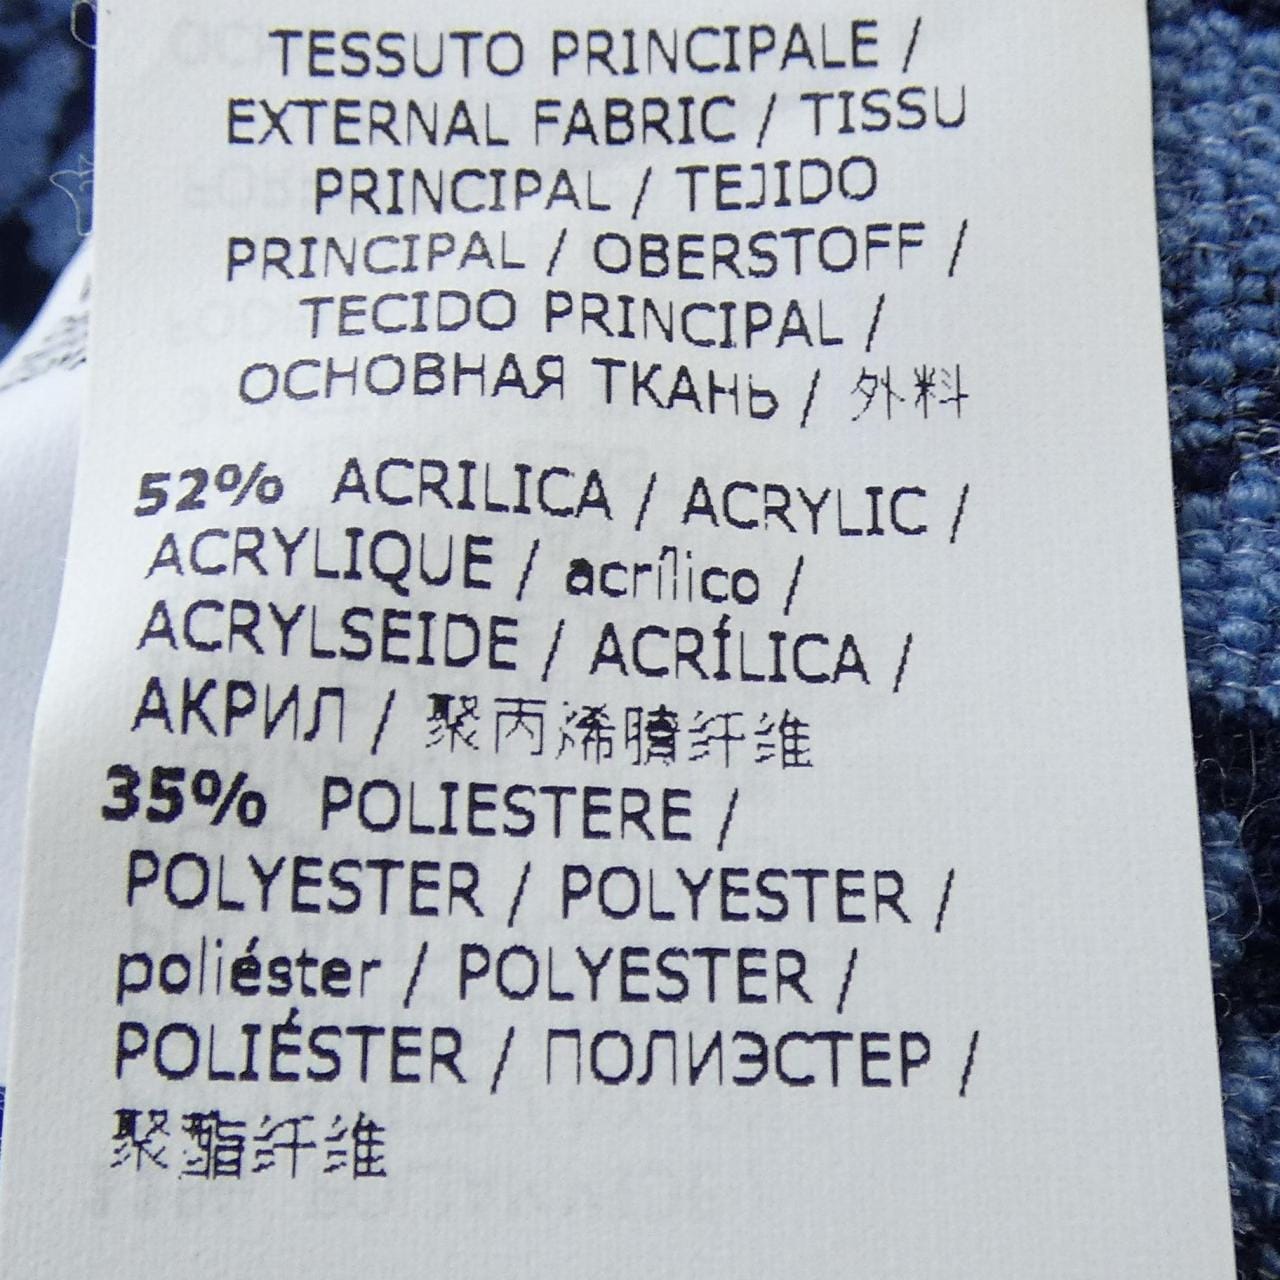 TESSUTO PRINCIPALE /
EXTERNAL FABRIC / TISSU
PRINCIPAL / TEJIDO
PRINCIPAL / OBERSTOFF /
TECIDO PRINCIPAL /
ОСНОВНАЯ ТКАНЬ / 外料
52% ACRILICA / ACRYLIC /
ACRYLIQUE / acrílico /
ACRYLSEIDE / ACRÍLICA /
АКРИЛ / 聚丙烯腈纤维
35% POLIESTERE /
POLYESTER / POLYESTER /
poliéster / POLYESTER /
POLIÉSTER / ПОЛИЭСТЕР /
聚酯纤维